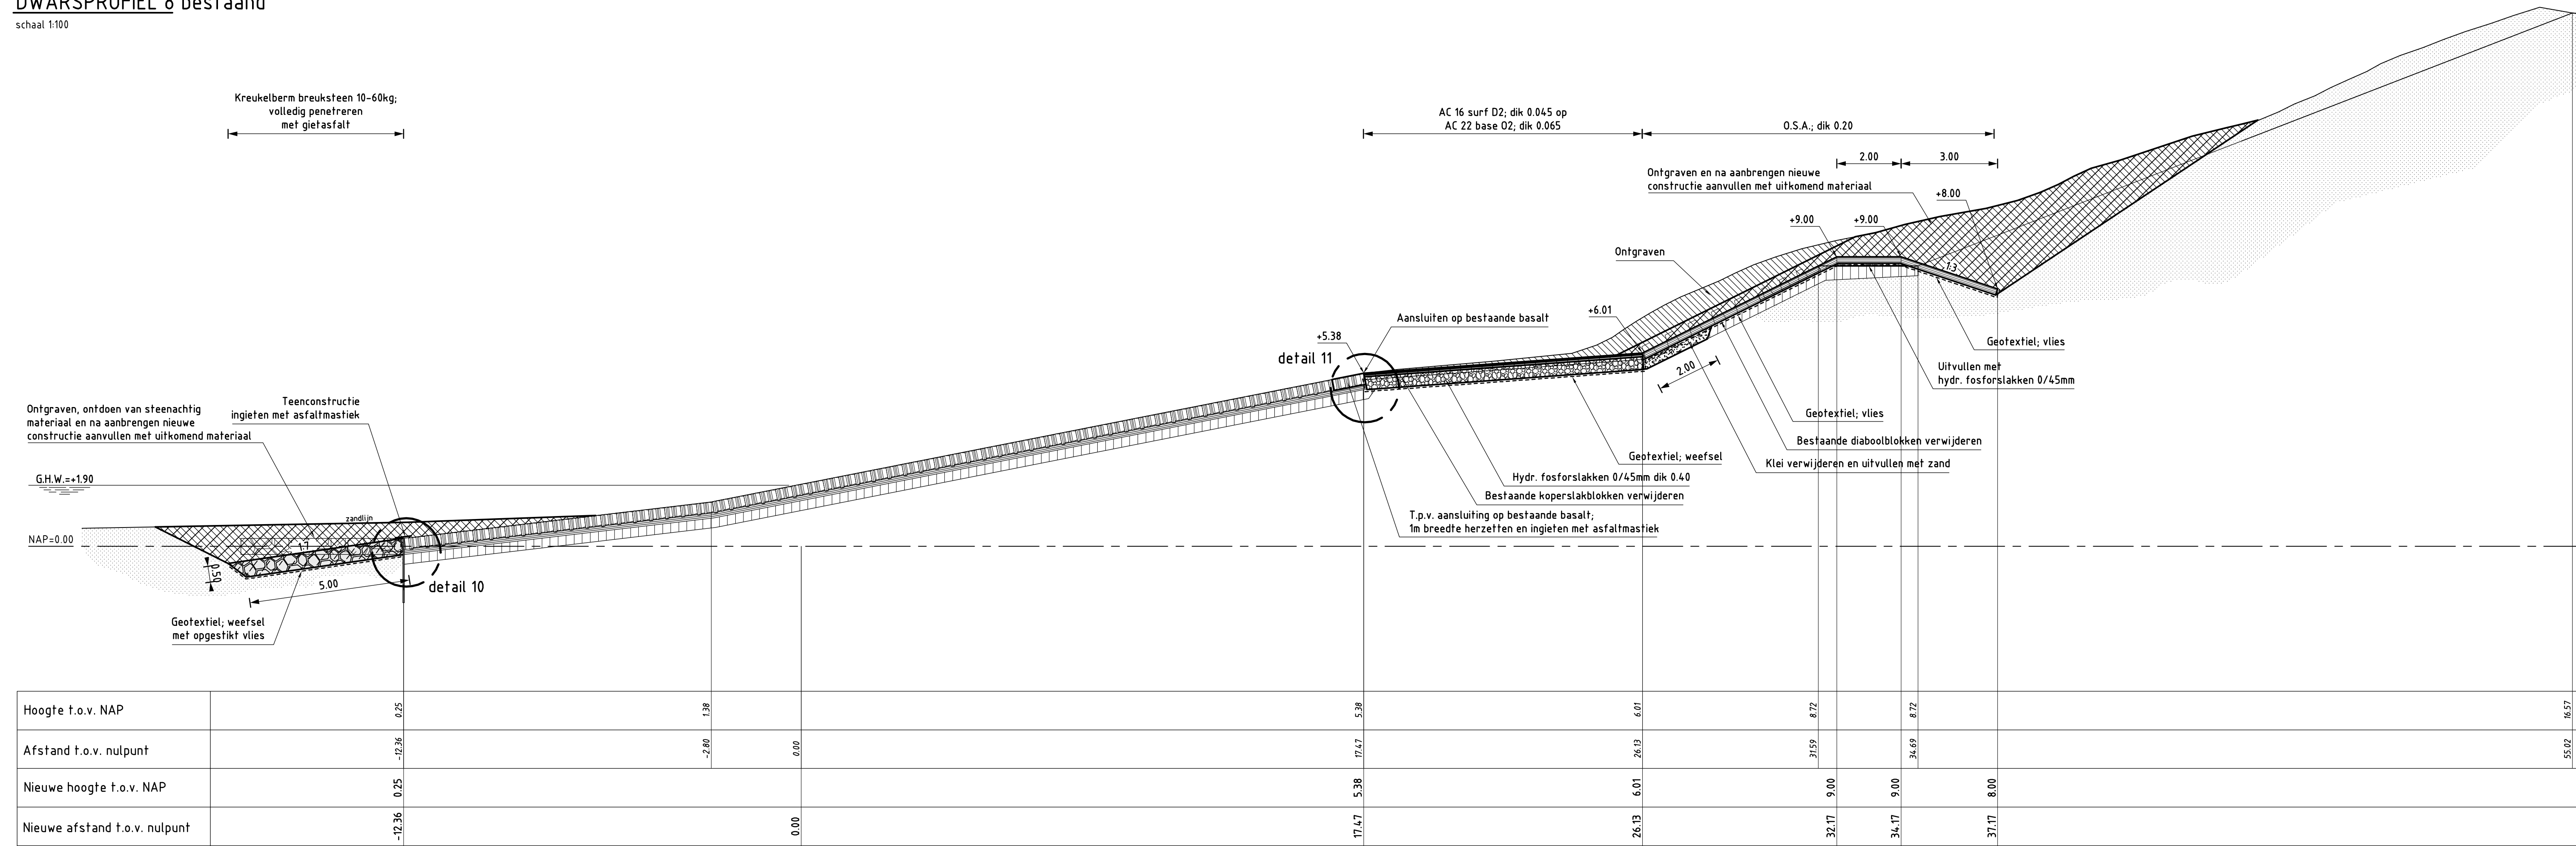 DWARSPROFIEL 8 bestaand
schaal 1:100
Kreukelberm breuksteen 10-60kg;
volledig penetreren
met gietasfalt
AC 16 surf D2; dik 0.045 op
AC 22 base O2; dik 0.065
O.S.A.; dik 0.20
2.00
3.00
Ontgraven en na aanbrengen nieuwe
constructie aanvullen met uitkomend materiaal
+8.00
+9.00
+9.00
Ontgraven
1:3
+6.01
Aansluiten op bestaande basalt
+5.38
detail 11
Geotextiel; vlies
2.00
Uitvullen met
hydr. fosforslakken 0/45mm
Teenconstructie
ingieten met asfaltmastiek
Ontgraven, ontdoen van steenachtig
materiaal en na aanbrengen nieuwe
constructie aanvullen met uitkomend materiaal
Geotextiel; vlies
Bestaande diaboolblokken verwijderen
Geotextiel; weefsel
Klei verwijderen en uitvullen met zand
G.H.W.=+1.90
Hydr. fosforslakken 0/45mm dik 0.40
Bestaande koperslakblokken verwijderen
T.p.v. aansluiting op bestaande basalt;
1m breedte herzetten en ingieten met asfaltmastiek
zandlijn
NAP=0.00
1:7
0.50
5.00
detail 10
Geotextiel; weefsel
met opgestikt vlies
Hoogte t.o.v. NAP 0.25 1.38 5.38 6.01 8.72 8.72 16.57
Afstand t.o.v. nulpunt -12.36 -2.80 0.00 17.47 26.13 31.59 34.69 55.02
Nieuwe hoogte t.o.v. NAP 0.25 5.38 6.01 9.00 9.00 8.00
Nieuwe afstand t.o.v. nulpunt -12.36 0.00 17.47 26.13 32.17 34.17 37.17